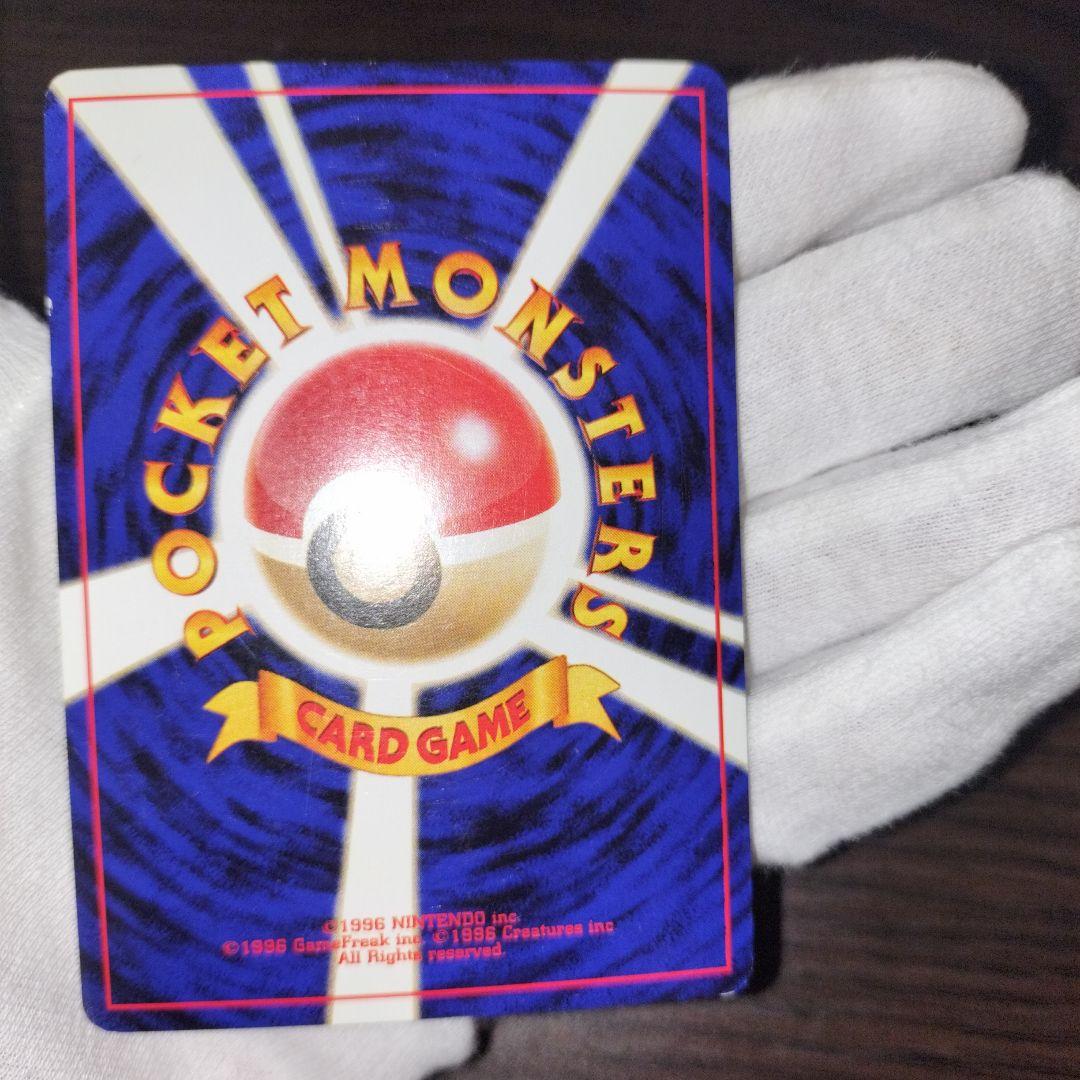 POCKET MONSTERS
CARD GAME
©1996 NINTENDO inc.
©1996 GameFreak inc. ©1996 Creatures inc
All Rights reserved.